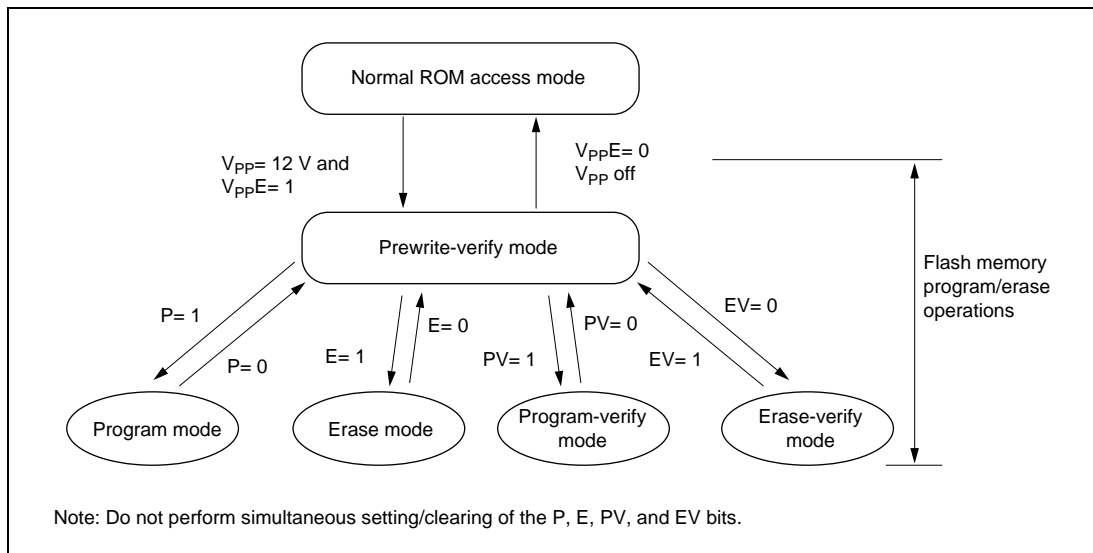 Normal ROM access mode
VPP= 12 V and
VPPE= 1
VPPE= 0
VPP off
Prewrite-verify mode
Flash memory
program/erase
operations
P= 1
P= 0
E= 1
E= 0
PV= 1
PV= 0
EV= 1
EV= 0
Program mode
Erase mode
Program-verify
mode
Erase-verify
mode
Note: Do not perform simultaneous setting/clearing of the P, E, PV, and EV bits.